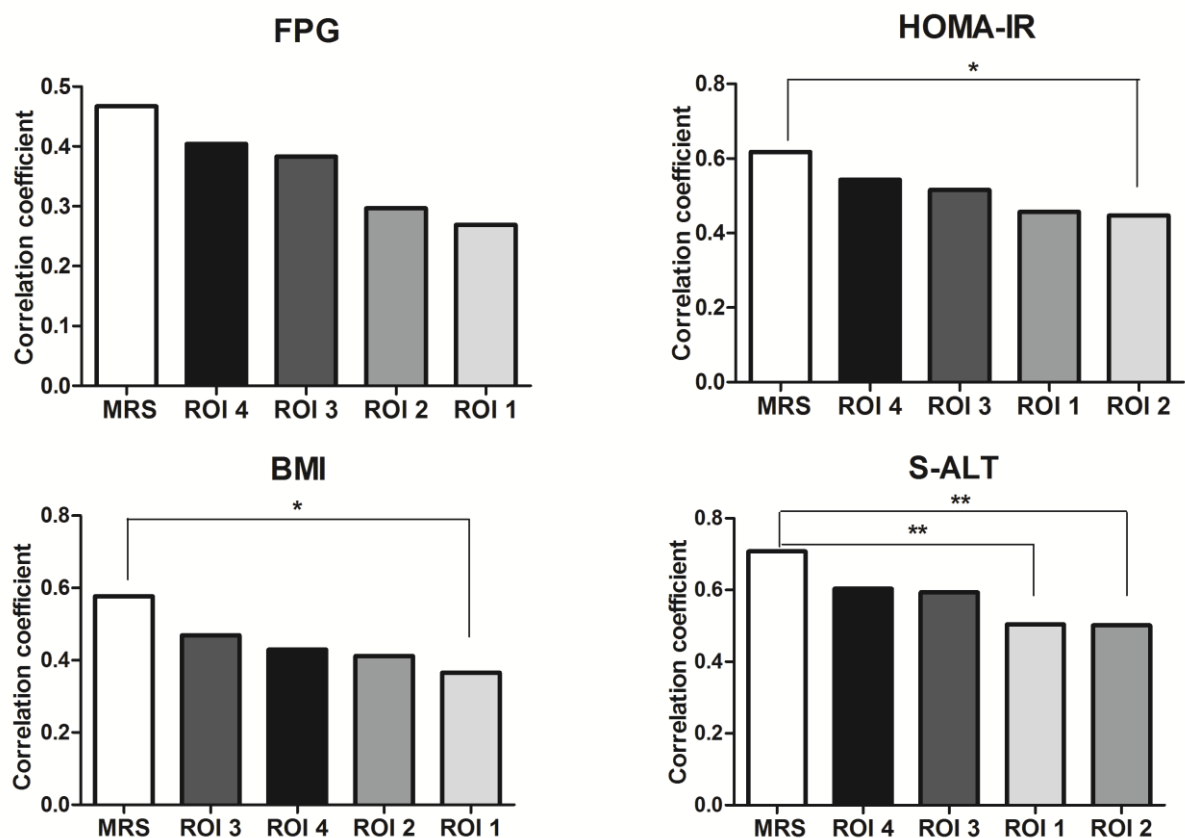 FPG
Correlation coefficient
0.5
0.4
0.3
0.2
0.1
0.0
MRS ROI 4 ROI 3 ROI 2 ROI 1
HOMA-IR
*
Correlation coefficient
0.8
0.6
0.4
0.2
0.0
MRS ROI 4 ROI 3 ROI 1 ROI 2
BMI
*
Correlation coefficient
0.8
0.6
0.4
0.2
0.0
MRS ROI 3 ROI 4 ROI 2 ROI 1
S-ALT
**
**
Correlation coefficient
0.8
0.6
0.4
0.2
0.0
MRS ROI 4 ROI 3 ROI 1 ROI 2